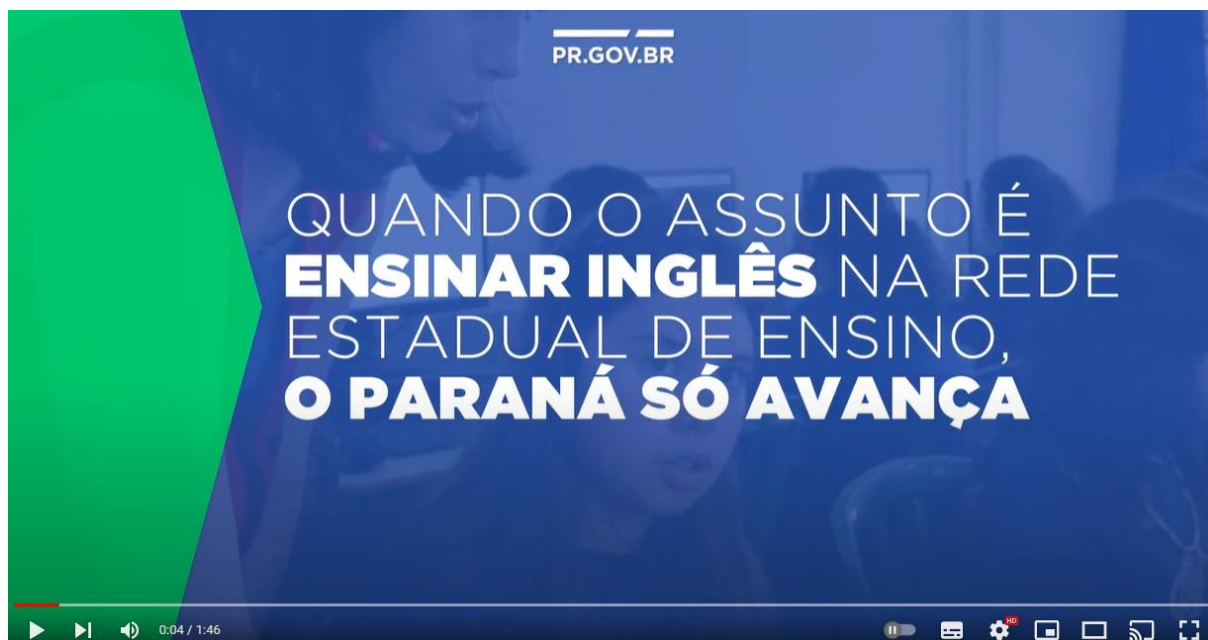 PR.GOV.BR
QUANDO O ASSUNTO É
ENSINAR INGLÊS NA REDE
ESTADUAL DE ENSINO,
O PARANÁ SÓ AVANÇA
0:04 / 1:46
HD